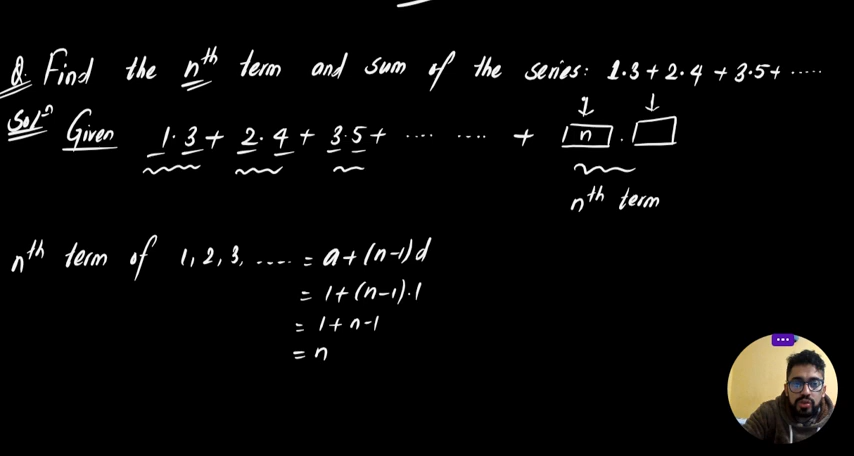 Q. Find the nth term and sum of the series: 1.3 + 2.4 + 3.5 + .....
Solⁿ Given 1.3 + 2.4 + 3.5 + .... .... + n .
nth term
nth term of 1, 2, 3, ..... = a + (n-1)d
= 1 + (n-1).1
= 1 + n-1
= n